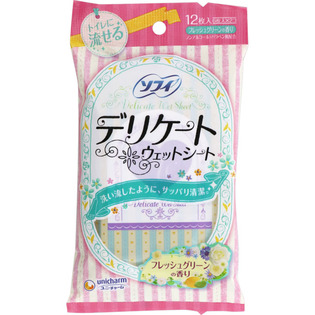 トイレに
流せる
12枚入
フレッシュグリーンの香り
ソフィ
Delicate Wet Sheet
デリケート
ウェットシート
洗い流したように、サッパリ清潔
Delicate
フレッシュグリーン
の香り
unicharm
ユニ・チャーム